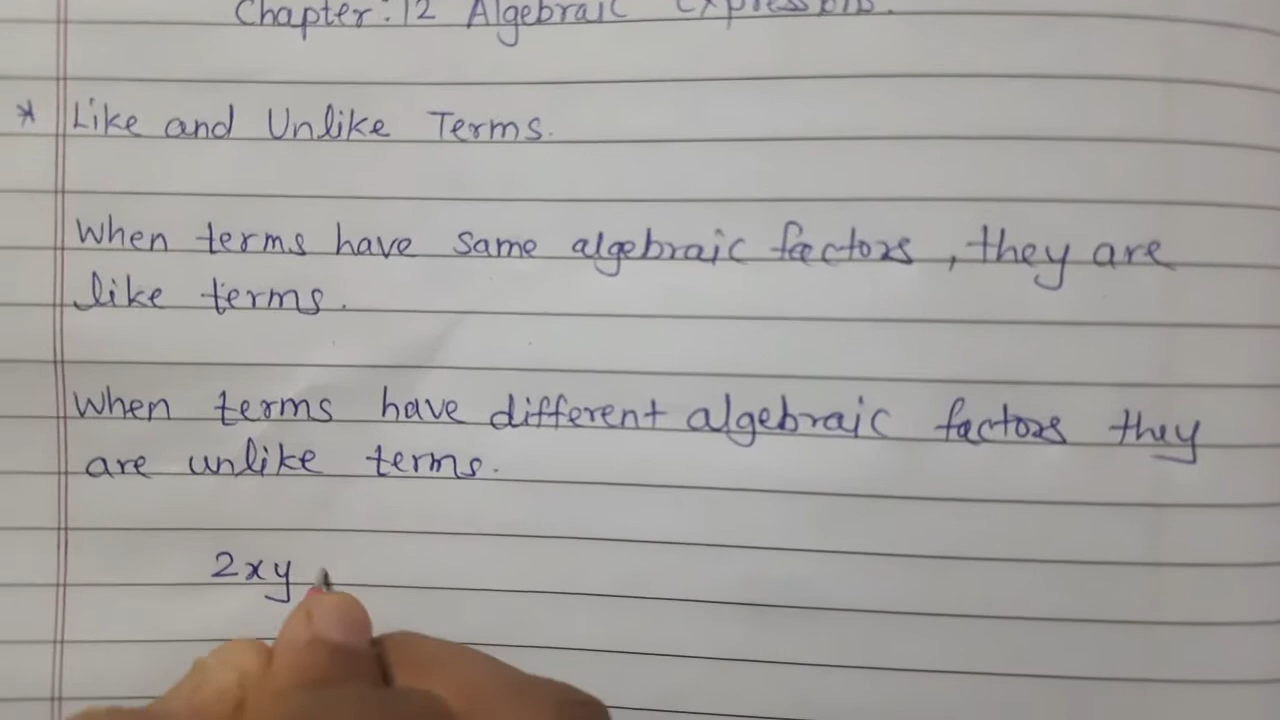 Chapter: 12 Algebraic Expressions.
* Like and Unlike Terms.
When terms have same algebraic factors, they are
like terms.
When terms have different algebraic factors they
are unlike terms.
2xy